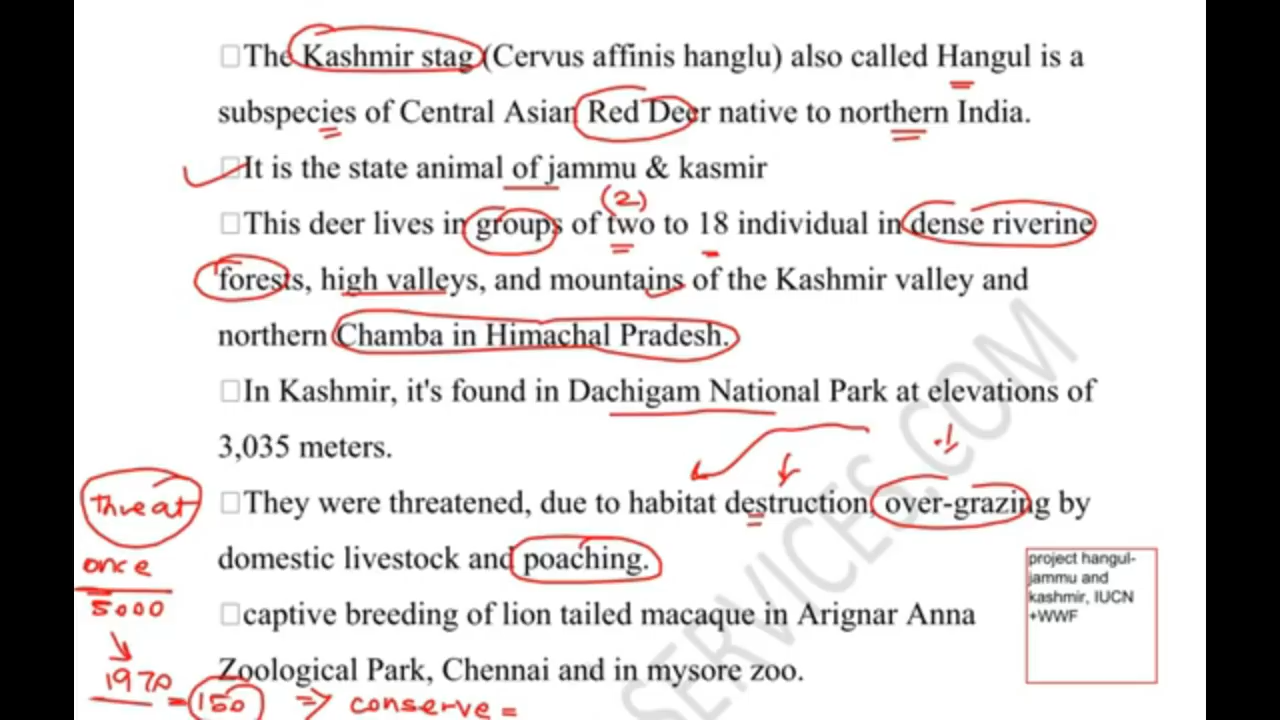 □The Kashmir stag (Cervus affinis hanglu) also called Hangul is a
subspecies of Central Asian Red Deer native to northern India.
□It is the state animal of jammu & kasmir
(2)
□This deer lives in groups of two to 18 individual in dense riverine
forests, high valleys, and mountains of the Kashmir valley and
northern Chamba in Himachal Pradesh.
□In Kashmir, it's found in Dachigam National Park at elevations of
3,035 meters.
Threat
□They were threatened, due to habitat destruction, over-grazing by
domestic livestock and poaching.
once
5000
project hangul-
jammu and
kashmir, IUCN
+WWF
□captive breeding of lion tailed macaque in Arignar Anna
Zoological Park, Chennai and in mysore zoo.
1970 = 150 => conserve =
SERVICES.COM